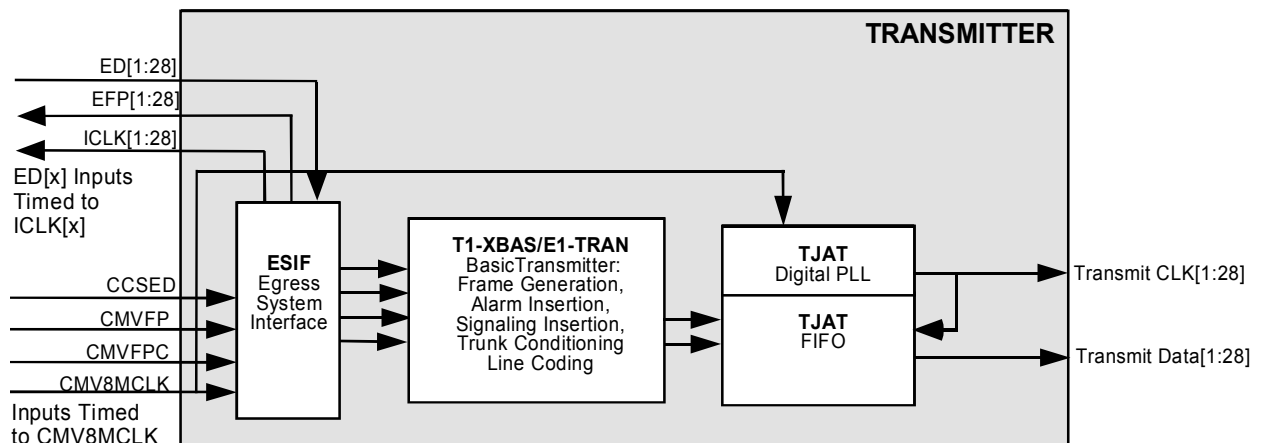 TRANSMITTER
ED[1:28]
EFP[1:28]
ICLK[1:28]
ED[x] Inputs
Timed to
ICLK[x]
CCSED
CMVFP
CMVFPC
CMV8MCLK
Inputs Timed
to CMV8MCLK
ESIF
Egress
System
Interface
T1-XBAS/E1-TRAN
BasicTransmitter:
Frame Generation,
Alarm Insertion,
Signaling Insertion,
Trunk Conditioning
Line Coding
TJAT
Digital PLL
TJAT
FIFO
Transmit CLK[1:28]
Transmit Data[1:28]